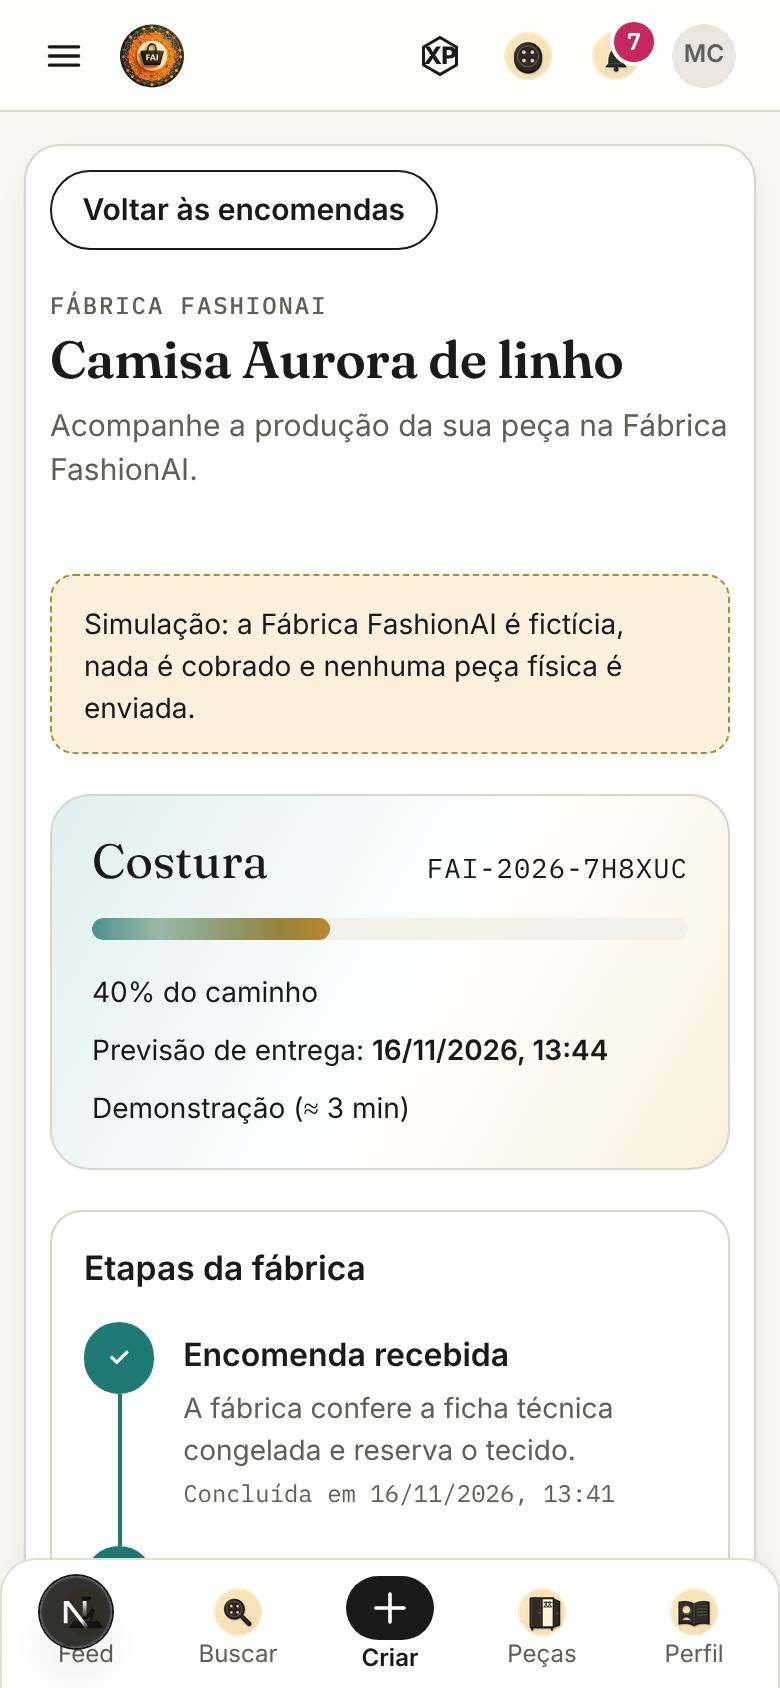 FAI
XP
7
MC
Voltar às encomendas
FÁBRICA FASHIONAI
Camisa Aurora de linho
Acompanhe a produção da sua peça na Fábrica
FashionAI.
Simulação: a Fábrica FashionAI é fictícia,
nada é cobrado e nenhuma peça física é
enviada.
Costura
FAI-2026-7H8XUC
40% do caminho
Previsão de entrega: 16/11/2026, 13:44
Demonstração (≈ 3 min)
Etapas da fábrica
Encomenda recebida
A fábrica confere a ficha técnica
congelada e reserva o tecido.
Concluída em 16/11/2026, 13:41
N
Feed
Buscar
Criar
Peças
Perfil